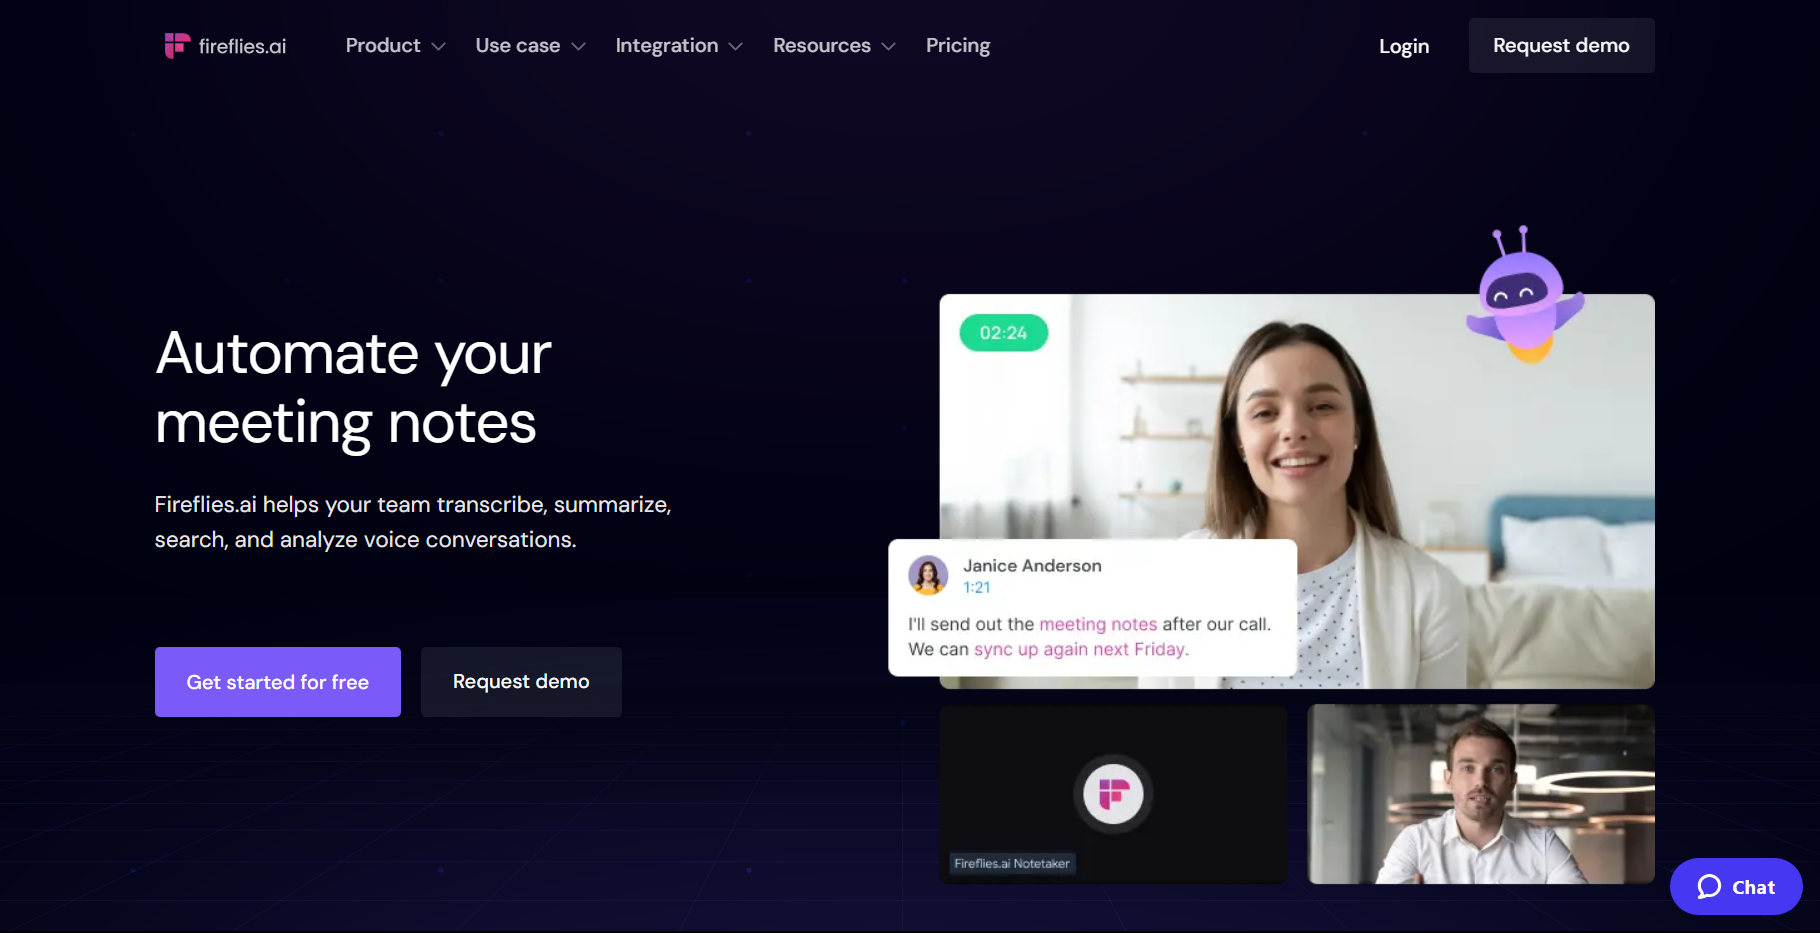 fireflies.ai
Product
Use case
Integration
Resources
Pricing
Login
Request demo
Automate your
meeting notes
Fireflies.ai helps your team transcribe, summarize,
search, and analyze voice conversations.
Get started for free
Request demo
02:24
Janice Anderson
1:21
I'll send out the meeting notes after our call.
We can sync up again next Friday.
Fireflies.ai Notetaker
Chat